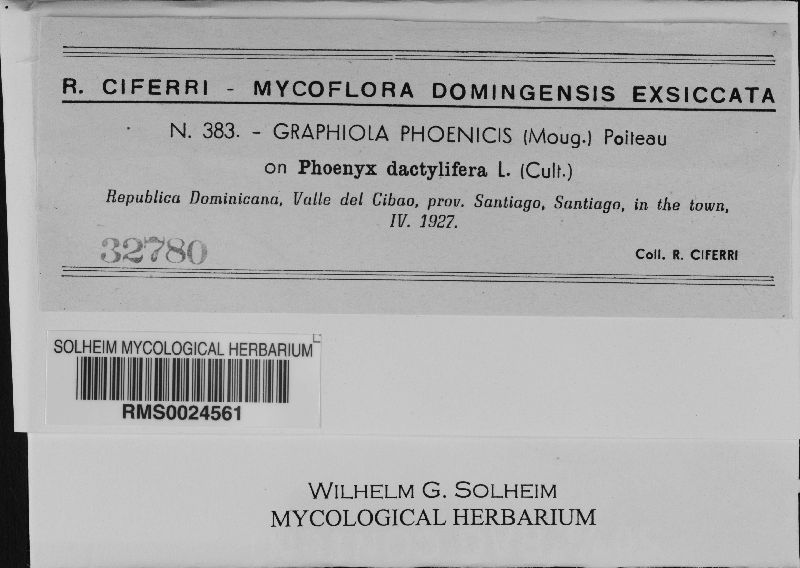 R. CIFERRI - MYCOFLORA DOMINGENSIS EXSICCATA
N. 383. - GRAPHIOLA PHOENICIS (Moug.) Poiteau
on Phoenyx dactylifera L. (Cult.)
Republica Dominicana, Valle del Cibao, prov. Santiago, Santiago, in the town,
IV. 1927.
32780
Coll. R. CIFERRI
SOLHEIM MYCOLOGICAL HERBARIUM
RMS0024561
WILHELM G. SOLHEIM
MYCOLOGICAL HERBARIUM